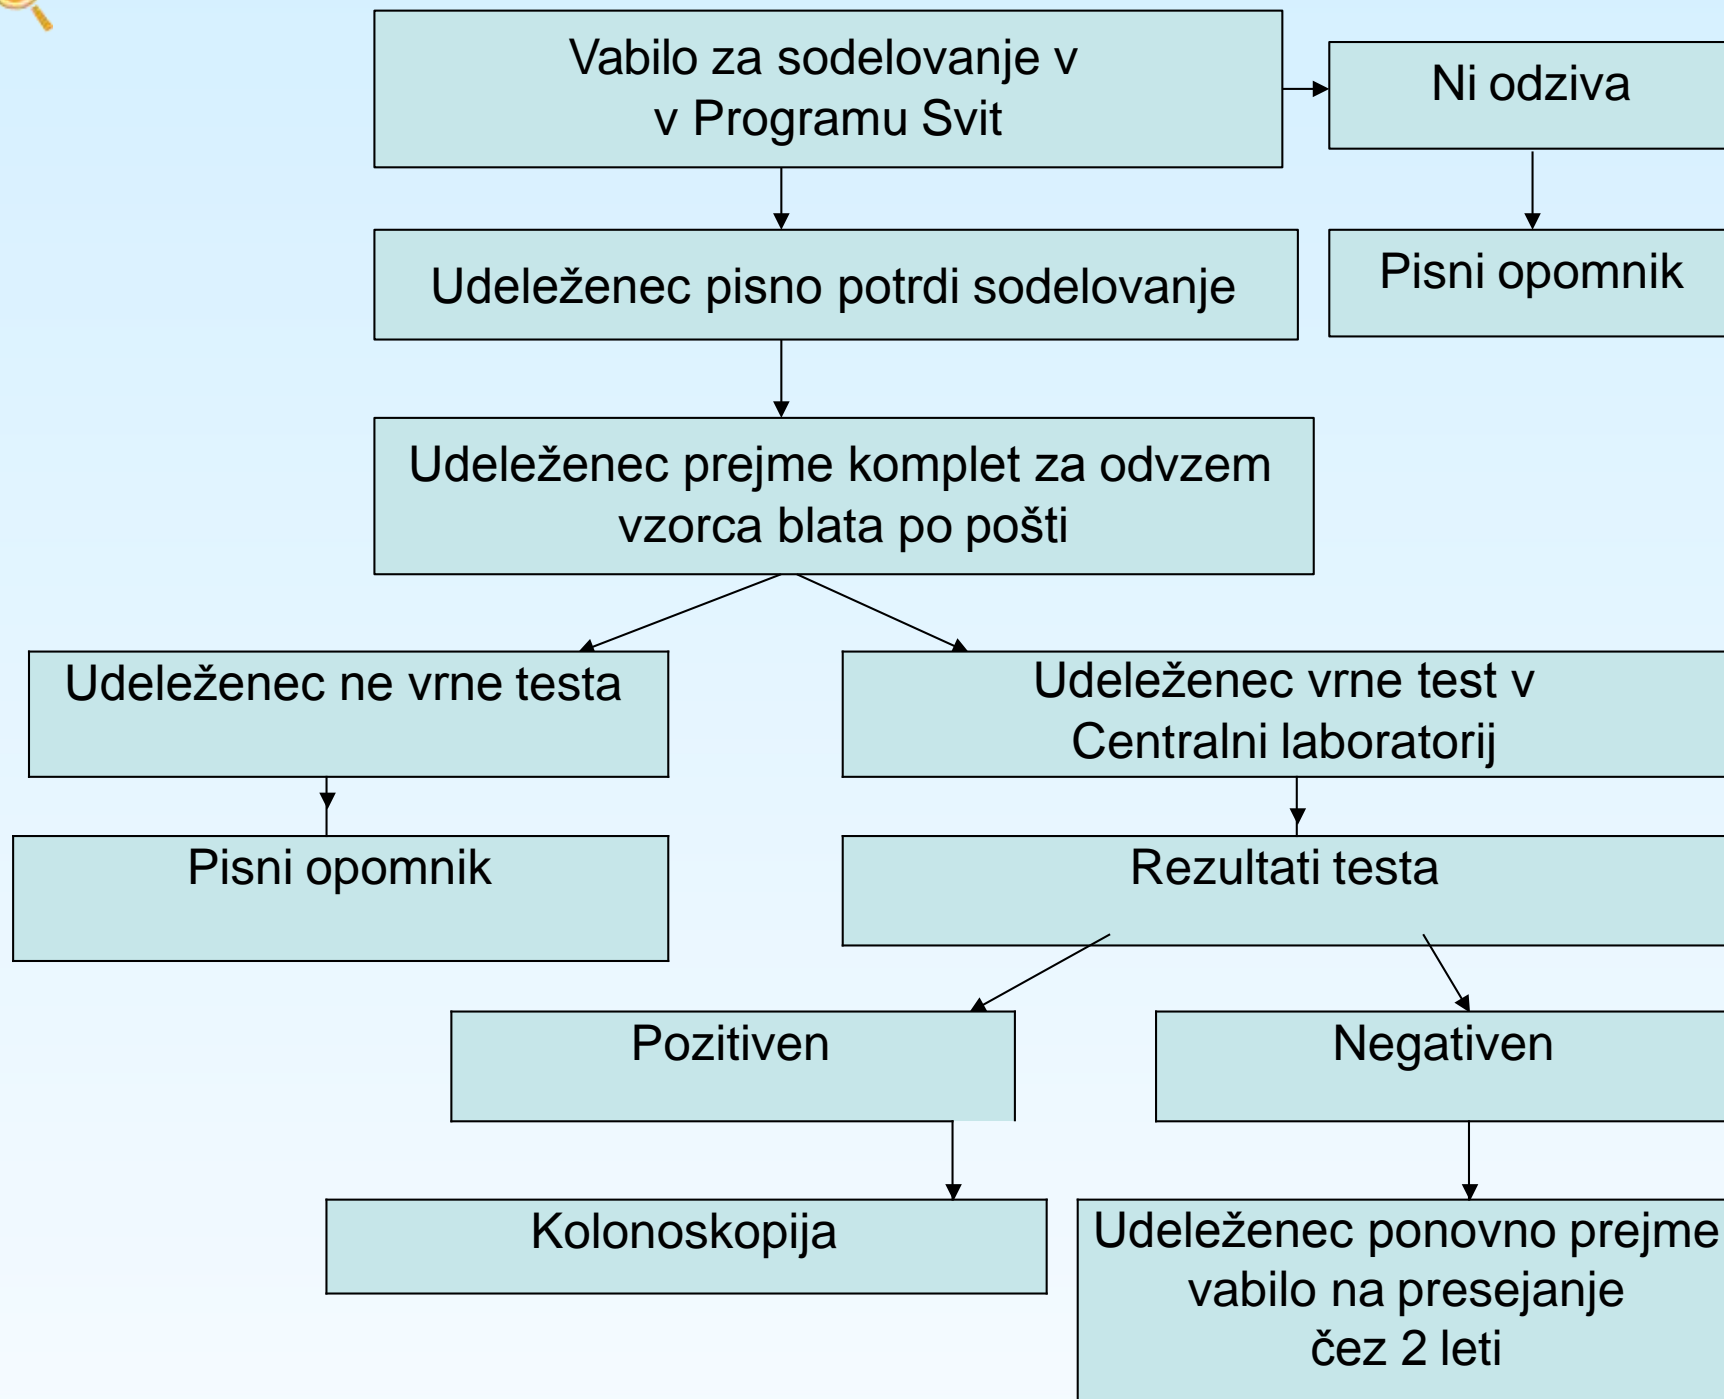 Vabilo za sodelovanje v
v Programu Svit
Ni odziva
Udeleženec pisno potrdi sodelovanje
Pisni opomnik
Udeleženec prejme komplet za odvzem
vzorca blata po pošti
Udeleženec ne vrne testa
Udeleženec vrne test v
Centralni laboratorij
Pisni opomnik
Rezultati testa
Pozitiven
Negativen
Kolonoskopija
Udeleženec ponovno prejme
vabilo na presejanje
čez 2 leti